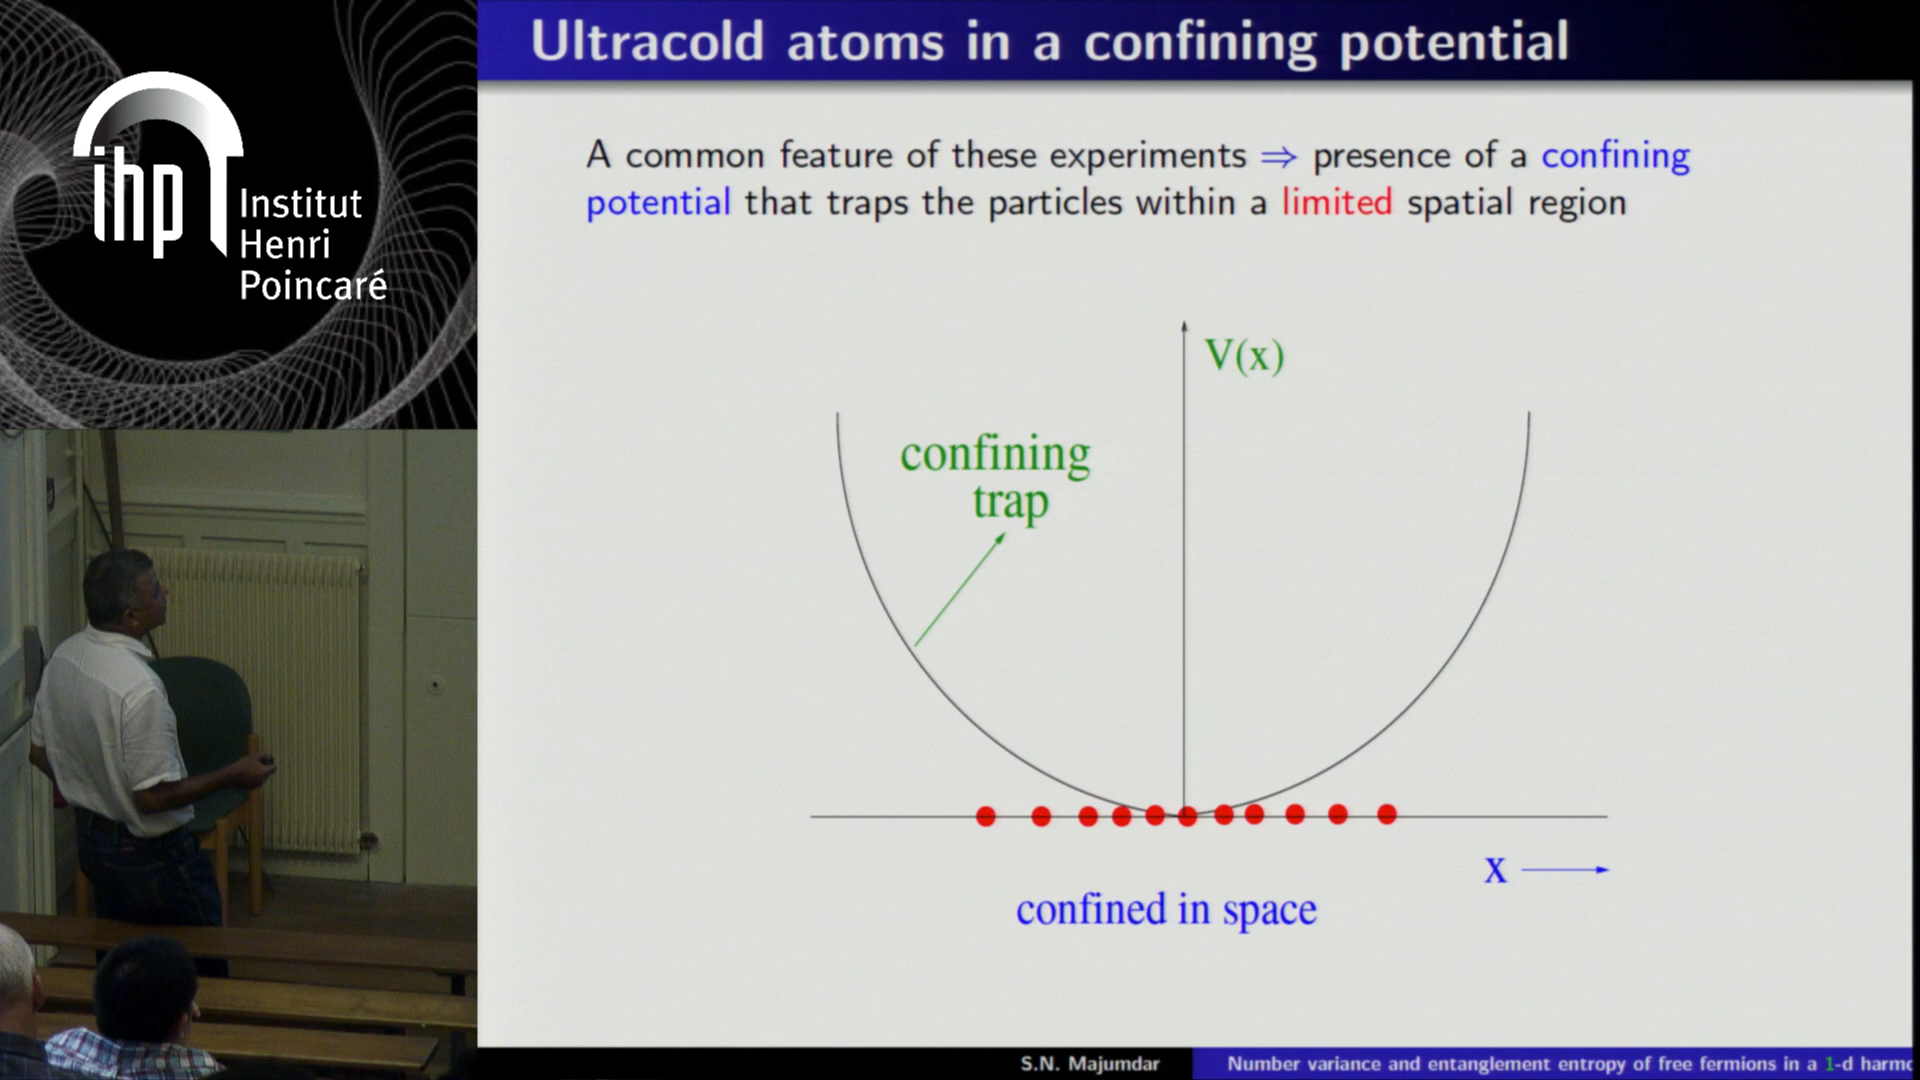 ihp
Institut
Henri
Poincaré
Ultracold atoms in a confining potential
A common feature of these experiments ⇒ presence of a confining
potential that traps the particles within a limited spatial region
V(x)
confining
trap
x
confined in space
S.N. Majumdar
Number variance and entanglement entropy of free fermions in a 1-d